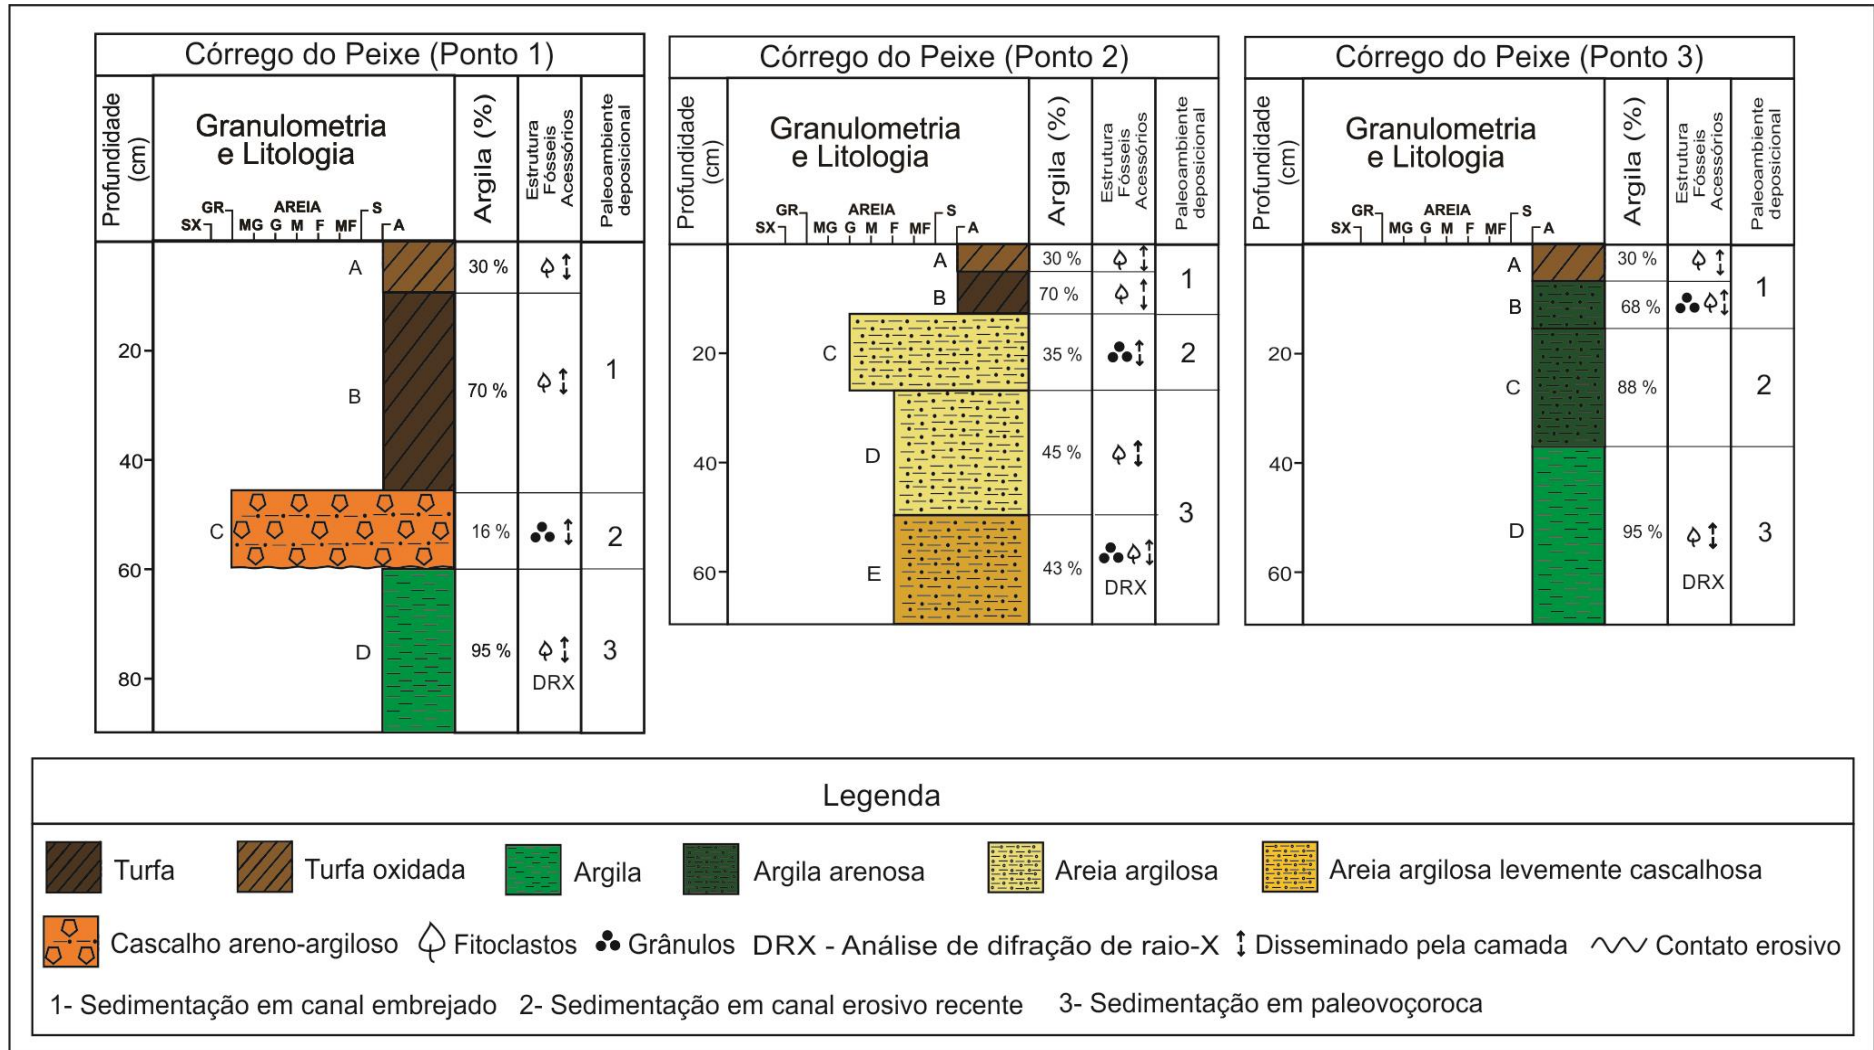 Córrego do Peixe (Ponto 1)
Profundidade
(cm)
Granulometria
e Litologia
SX
GR
AREIA
MG G M F MF
S
A
Argila (%)
Estrutura
Fósseis
Acessórios
Paleoambiente
deposicional
20
40
60
80
A
30 %
B
70 %
1
C
16 %
2
D
95 %
DRX
3
Córrego do Peixe (Ponto 2)
Profundidade
(cm)
Granulometria
e Litologia
SX
GR
AREIA
MG G M F MF
S
A
Argila (%)
Estrutura
Fósseis
Acessórios
Paleoambiente
deposicional
20
40
60
A
30 %
B
70 %
1
C
35 %
2
D
45 %
3
E
43 %
DRX
Córrego do Peixe (Ponto 3)
Profundidade
(cm)
Granulometria
e Litologia
SX
GR
AREIA
MG G M F MF
S
A
Argila (%)
Estrutura
Fósseis
Acessórios
Paleoambiente
deposicional
20
40
60
A
30 %
B
68 %
1
C
88 %
2
D
95 %
DRX
3
Legenda
Turfa
Turfa oxidada
Argila
Argila arenosa
Areia argilosa
Areia argilosa levemente cascalhosa
Cascalho areno-argiloso
Fitoclastos
Grânulos
DRX - Análise de difração de raio-X
Disseminado pela camada
Contato erosivo
1- Sedimentação em canal embrejado
2- Sedimentação em canal erosivo recente
3- Sedimentação em paleovoçoroca